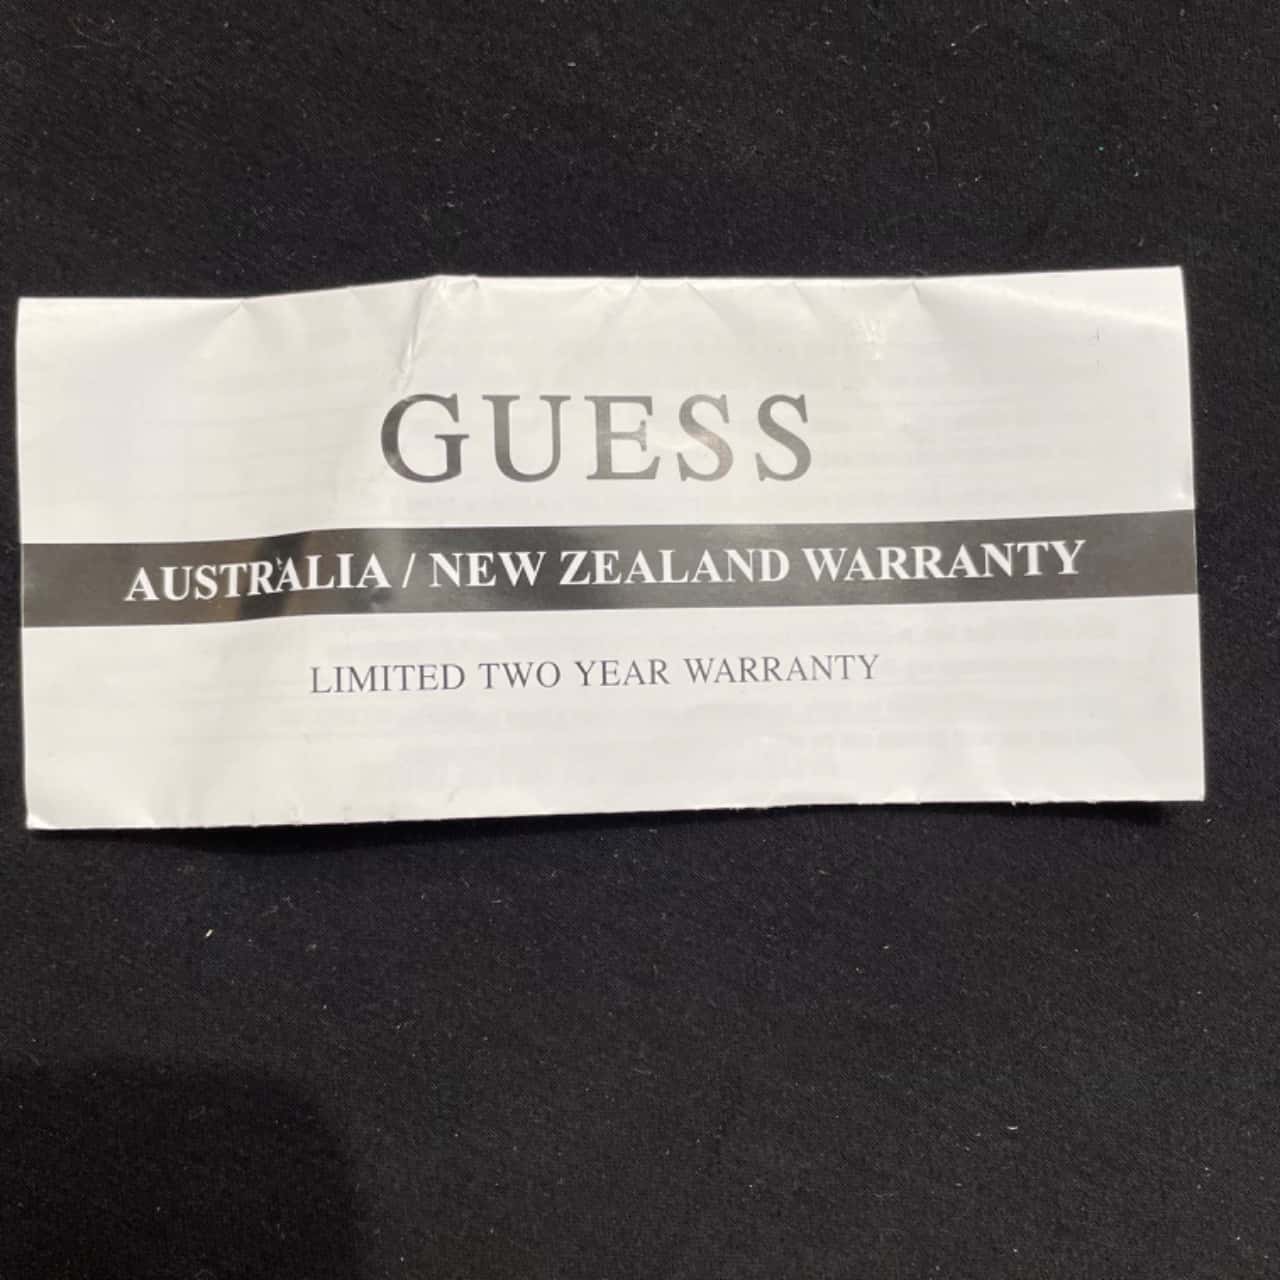 GUESS
AUSTRALIA / NEW ZEALAND WARRANTY
LIMITED TWO YEAR WARRANTY